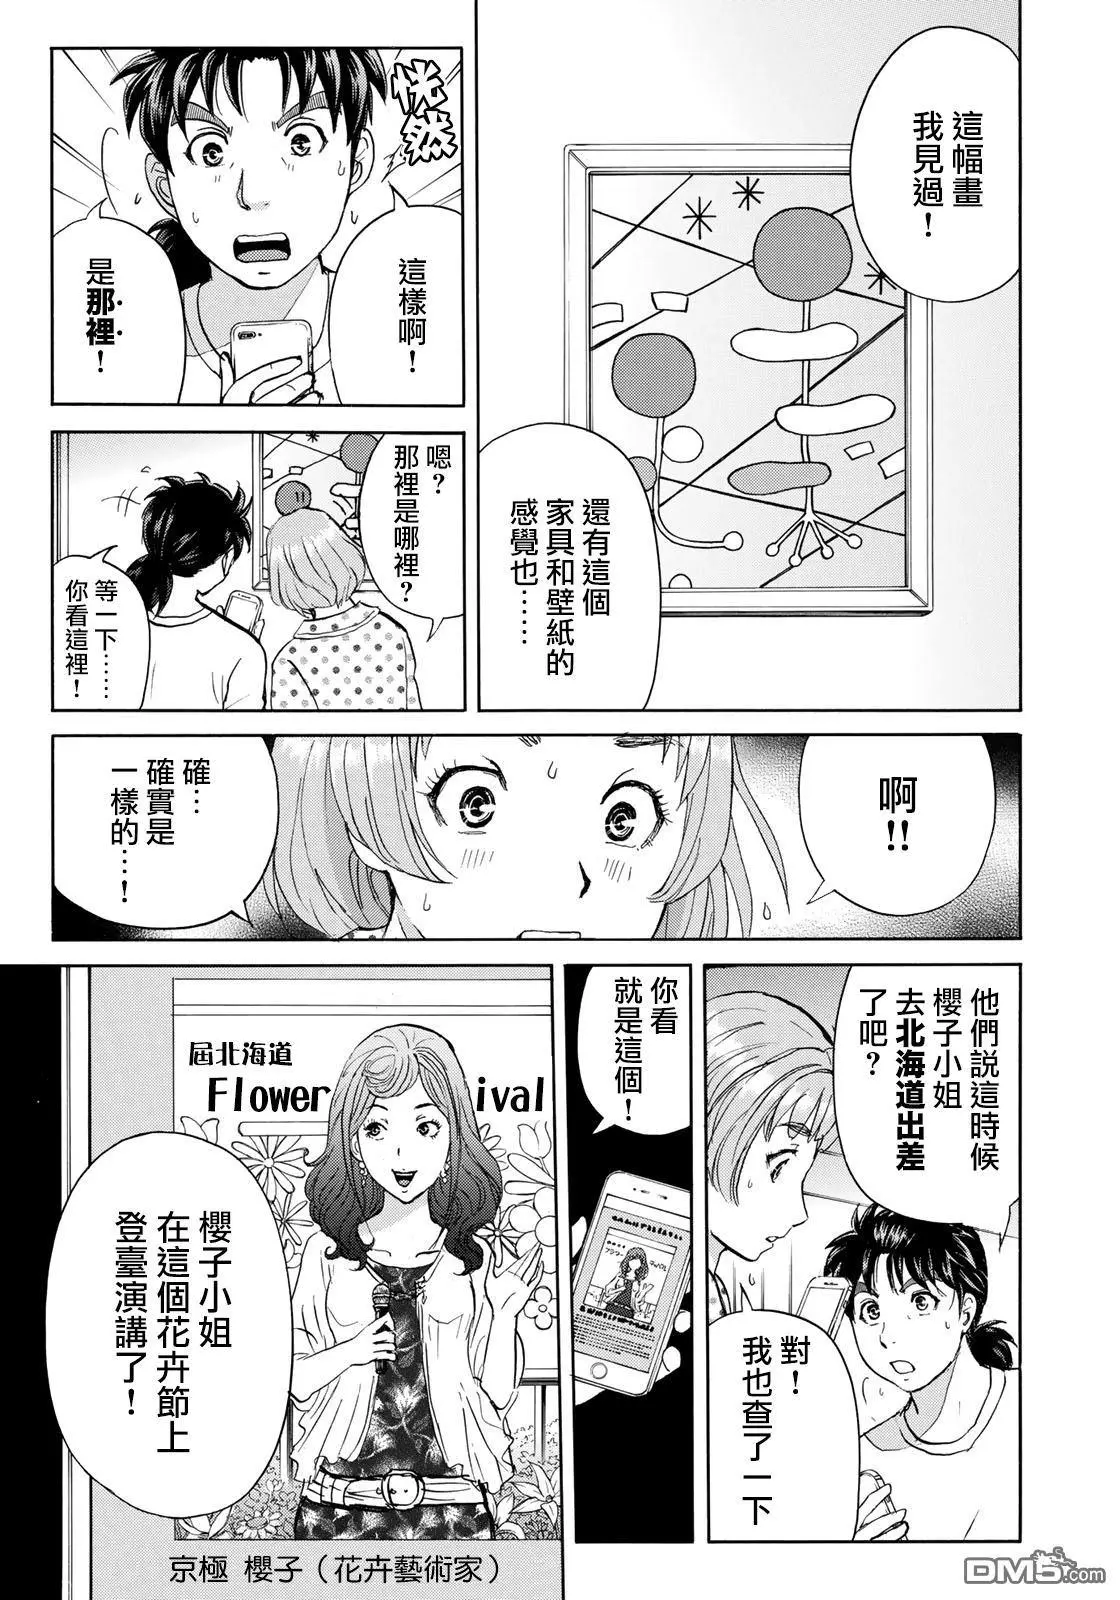 這幅畫
我見過！
還有這個
家具和壁紙的
感覺也……
恍然
這樣啊！
是那裡！
嗯？
那裡是哪裡？
等一下……
你看這裡！
啊!!
確…
確實是
一樣的……！
他們說這時候
櫻子小姐
去北海道出差
了吧？
對！
我也查了一下
你看
就是這個！
屆北海道
Flower ival
櫻子小姐
在這個花卉節上
登臺演講了！
京極 櫻子（花卉藝術家）
DM5.com